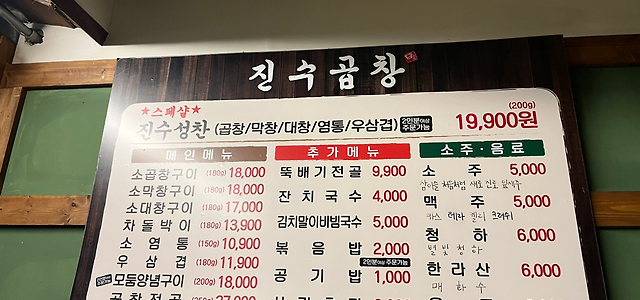 진수곱창
(200g)
★스페샬★
진수성찬 (곱창/막창/대창/염통/우삼겹) 2인분이상 주문가능 19,900원
메인메뉴
소곱창구이 (180g) 18,000
소막창구이 (180g) 18,000
소대창구이 (180g) 17,000
차돌박이 (180g) 13,900
소염통 (150g) 10,900
우삼겹 (180g) 11,900
모둠양념구이 (200g) 18,000
곱창전골
추가메뉴
뚝배기전골 9,900
잔치국수 4,000
김치말이비빔국수 5,000
볶음밥 2,000
2인분이상 주문가능
공기밥 1,000
소주·음료
소주 5,000
참이슬 처음처럼 새로 진로 잎새주
맥주 5,000
카스 테라 켈리 크러쉬
청하 6,000
별빛청하
한라산 6,000
매화수